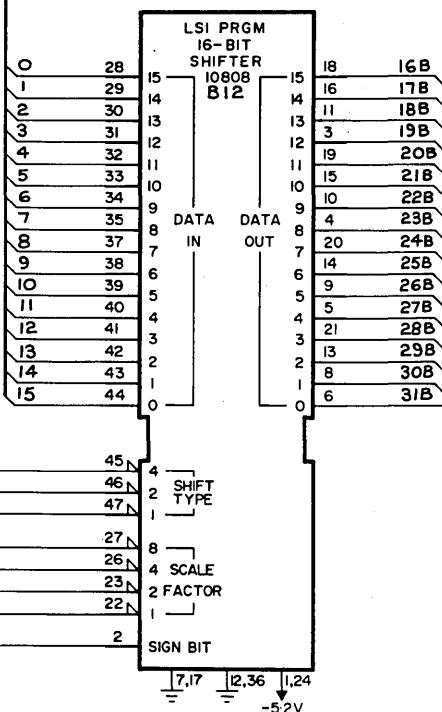 LSI PRGM
16-BIT
SHIFTER
10808
B12
0 28 15 15 18 16B
1 29 14 14 16 17B
2 30 13 13 11 18B
3 31 12 12 3 19B
4 32 11 11 19 20B
5 33 10 10 15 21B
6 34 9 9 10 22B
7 35 8 DATA DATA 8 4 23B
8 37 7 IN OUT 7 20 24B
9 38 6 6 14 25B
10 39 5 5 9 26B
11 40 4 4 5 27B
12 41 3 3 21 28B
13 42 2 2 13 29B
14 43 1 1 8 30B
15 44 0 0 6 31B
45 4
46 2 SHIFT
47 1 TYPE
27 8
26 4 SCALE
23 2 FACTOR
22 1
2 SIGN BIT
7,17 12,36 1,24
-5.2V